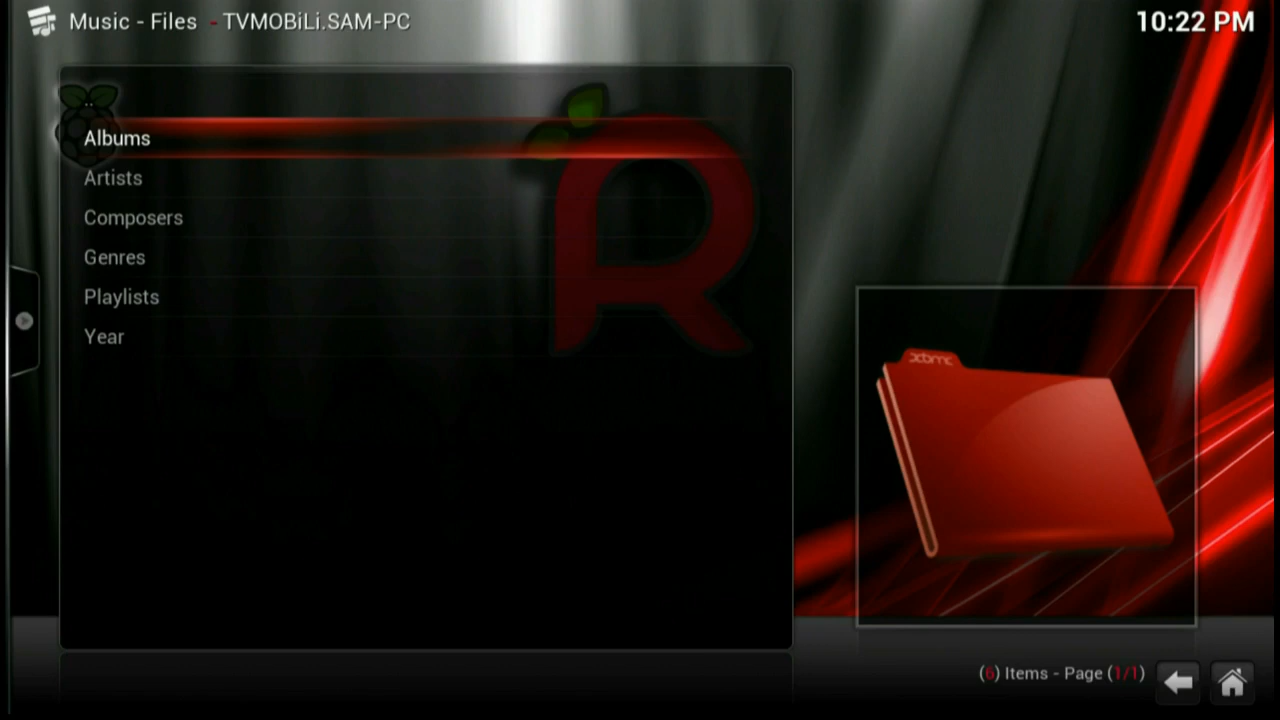 Music - Files - TVMOBiLi.SAM-PC
10:22 PM
Albums
Artists
Composers
Genres
Playlists
Year
xbmc
(6) Items - Page (1/1)